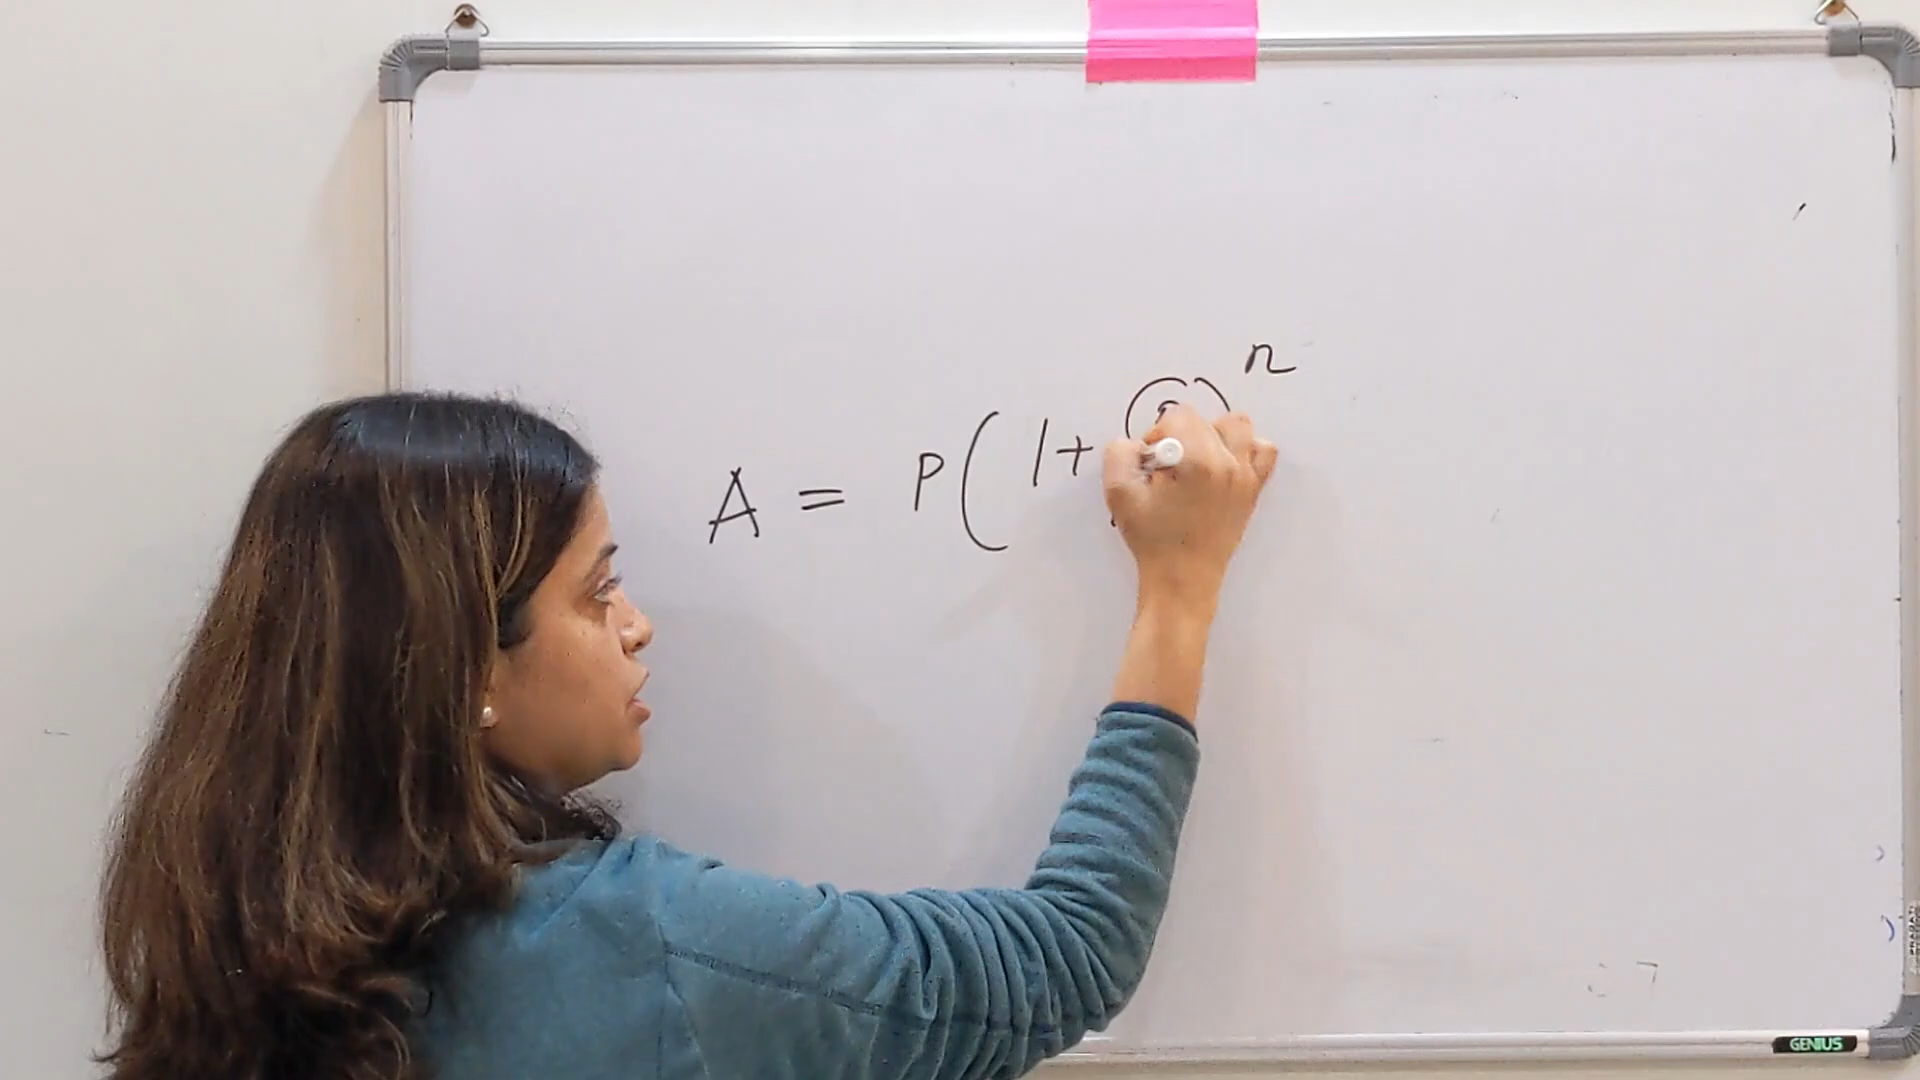 A = P ( 1 + ) n
GENIUS